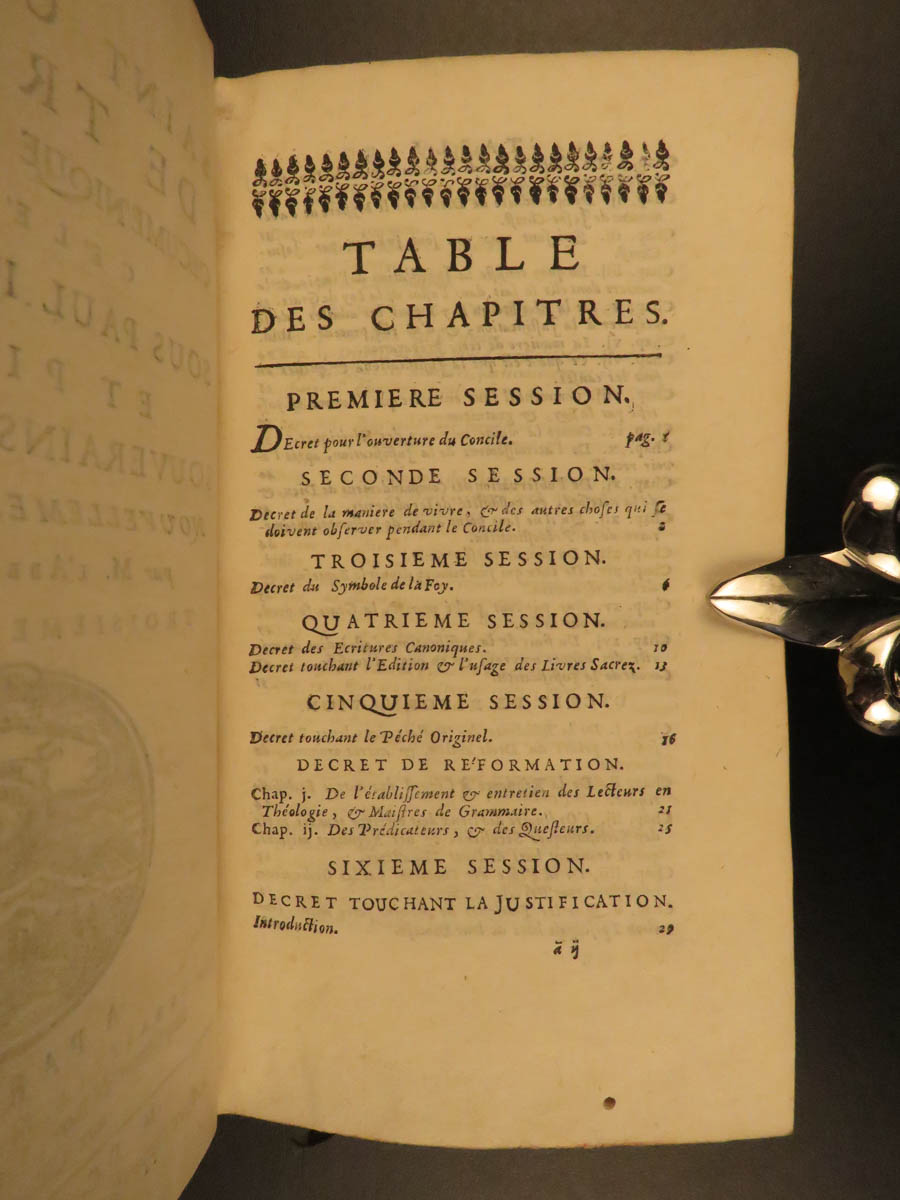 TABLE
DES CHAPITRES.
PREMIERE SESSION.
DEcret pour l'ouverture du Concile. pag. 1
SECONDE SESSION.
Decret de la maniere de vivre, & des autres choſes qui ſe
doivent obſerver pendant le Concile. 2
TROISIEME SESSION.
Decret du Symbole de la Foy. 6
QUATRIEME SESSION.
Decret des Ecritures Canoniques. 10
Decret touchant l'Edition & l'uſage des Livres Sacrez. 13
CINQUIEME SESSION.
Decret touchant le Péché Originel. 16
DECRET DE RE'FORMATION.
Chap. j. De l'établiſſement & entretien des Lecteurs en
Théologie, & Maiſtres de Grammaire. 21
Chap. ij. Des Prédicateurs, & des Queſteurs. 25
SIXIEME SESSION.
DECRET TOUCHANT LA JUSTIFICATION.
Introduction. 29
ã ij